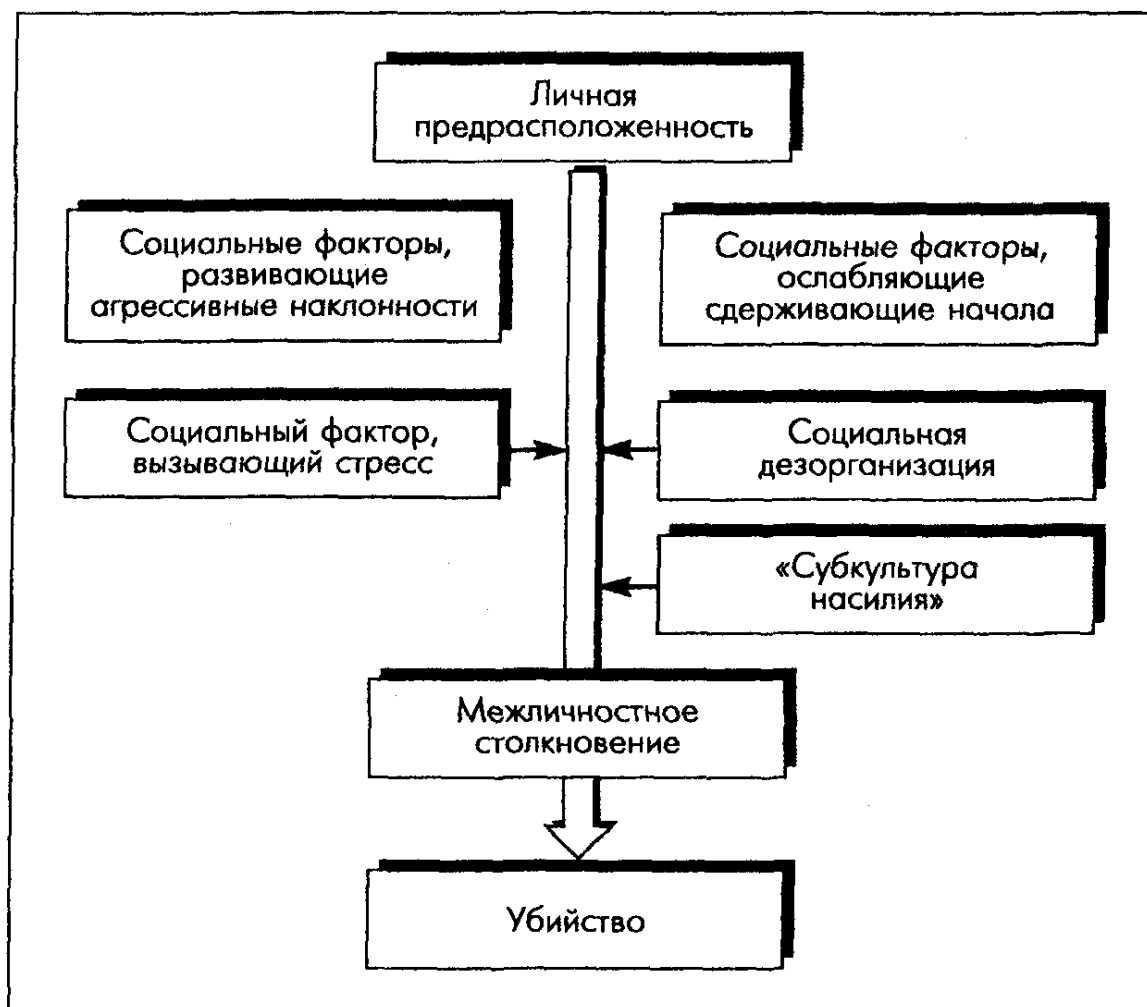 Личная
предрасположенность
Социальные факторы,
развивающие
агрессивные наклонности
Социальные факторы,
ослабляющие
сдерживающие начала
Социальный фактор,
вызывающий стресс
Социальная
дезорганизация
«Субкультура
насилия»
Межличностное
столкновение
Убийство